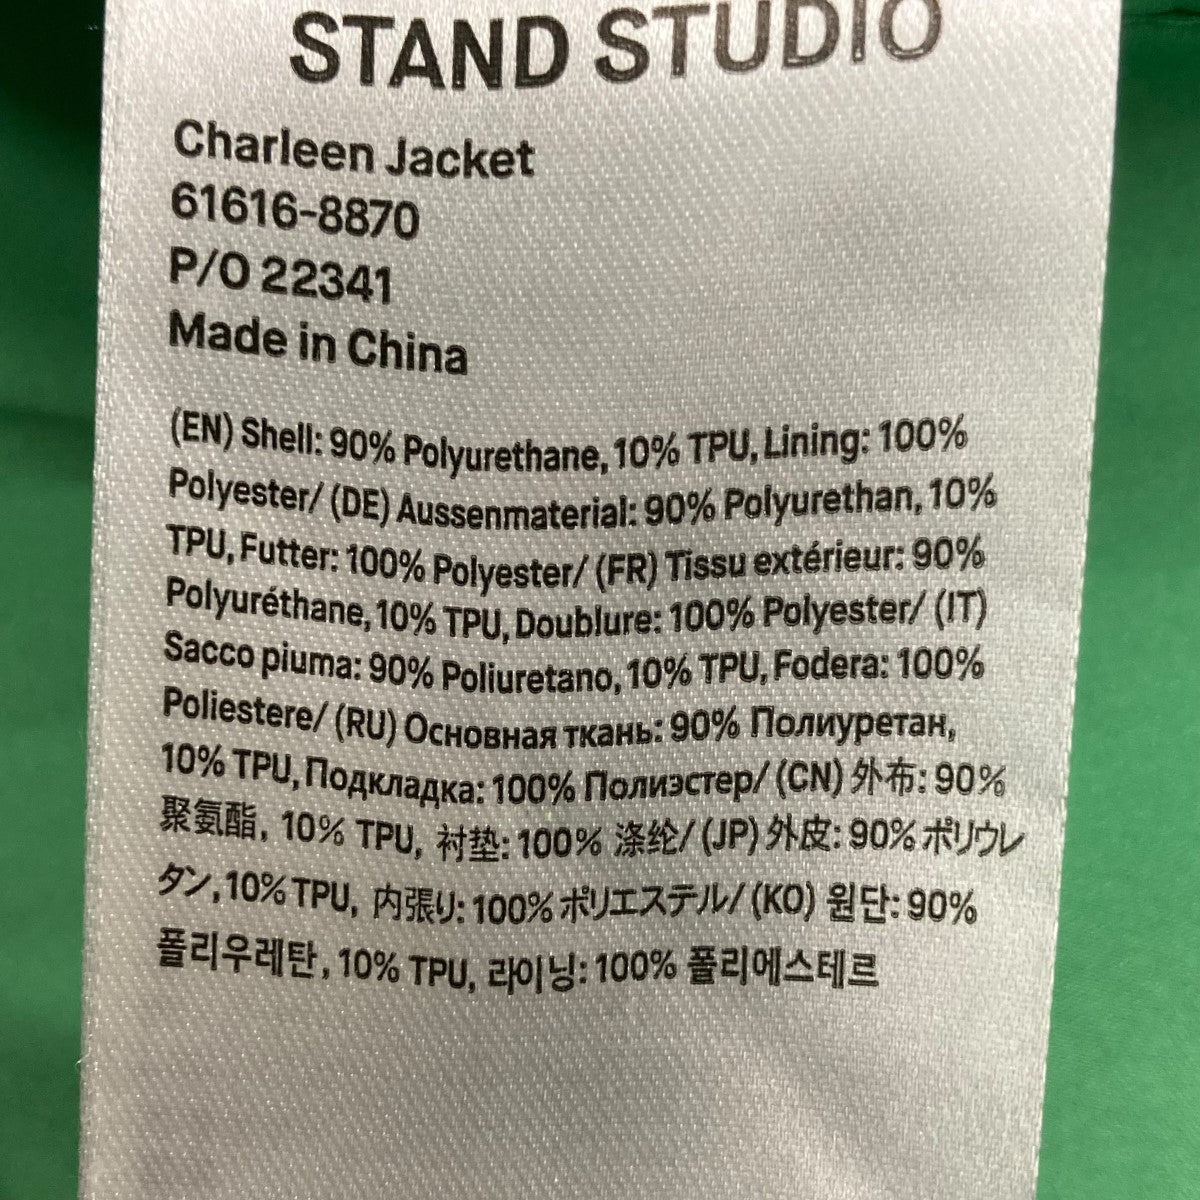 STAND STUDIO
Charleen Jacket
61616-8870
P/O 22341
Made in China
(EN) Shell: 90% Polyurethane, 10% TPU, Lining: 100%
Polyester/ (DE) Aussenmaterial: 90% Polyurethan, 10%
TPU, Futter: 100% Polyester/ (FR) Tissu extérieur: 90%
Polyuréthane, 10% TPU, Doublure: 100% Polyester/ (IT)
Sacco piuma: 90% Poliuretano, 10% TPU, Fodera: 100%
Poliestere/ (RU) Основная ткань: 90% Полиуретан,
10% TPU, Подкладка: 100% Полиэстер/ (CN) 外布: 90%
聚氨酯, 10% TPU, 衬垫: 100% 涤纶/ (JP) 外皮: 90% ポリウレ
タン, 10% TPU, 内張り: 100% ポリエステル/ (KO) 원단: 90%
폴리우레탄, 10% TPU, 라이닝: 100% 폴리에스테르